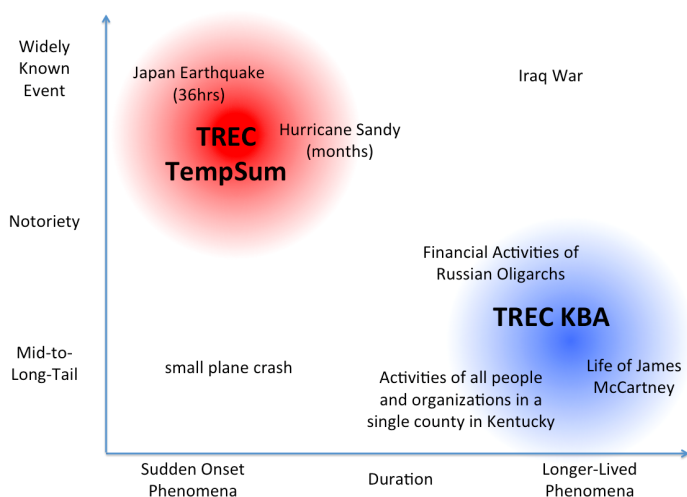 Widely
Known
Event
Japan Earthquake
(36hrs)
Iraq War
TREC
TempSum
Hurricane Sandy
(months)
Notoriety
Financial Activities of
Russian Oligarchs
TREC KBA
Mid-to-
Long-Tail
small plane crash
Activities of all people
and organizations in a
single county in Kentucky
Life of James
McCartney
Sudden Onset
Phenomena
Duration
Longer-Lived
Phenomena